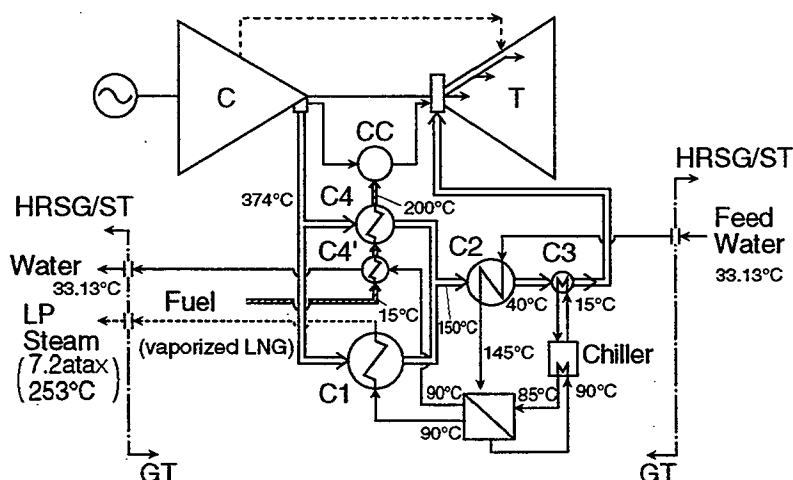 C
T
CC
HRSG/ST
374°C
C4
200°C
HRSG/ST
Feed
Water
33.13°C
C4'
C2
C3
Water
33.13°C
Fuel
15°C
40°C
15°C
LP
Steam
(7.2atax
253°C)
(vaporized LNG)
150°C
145°C
Chiller
C1
90°C
85°C
90°C
90°C
GT
GT